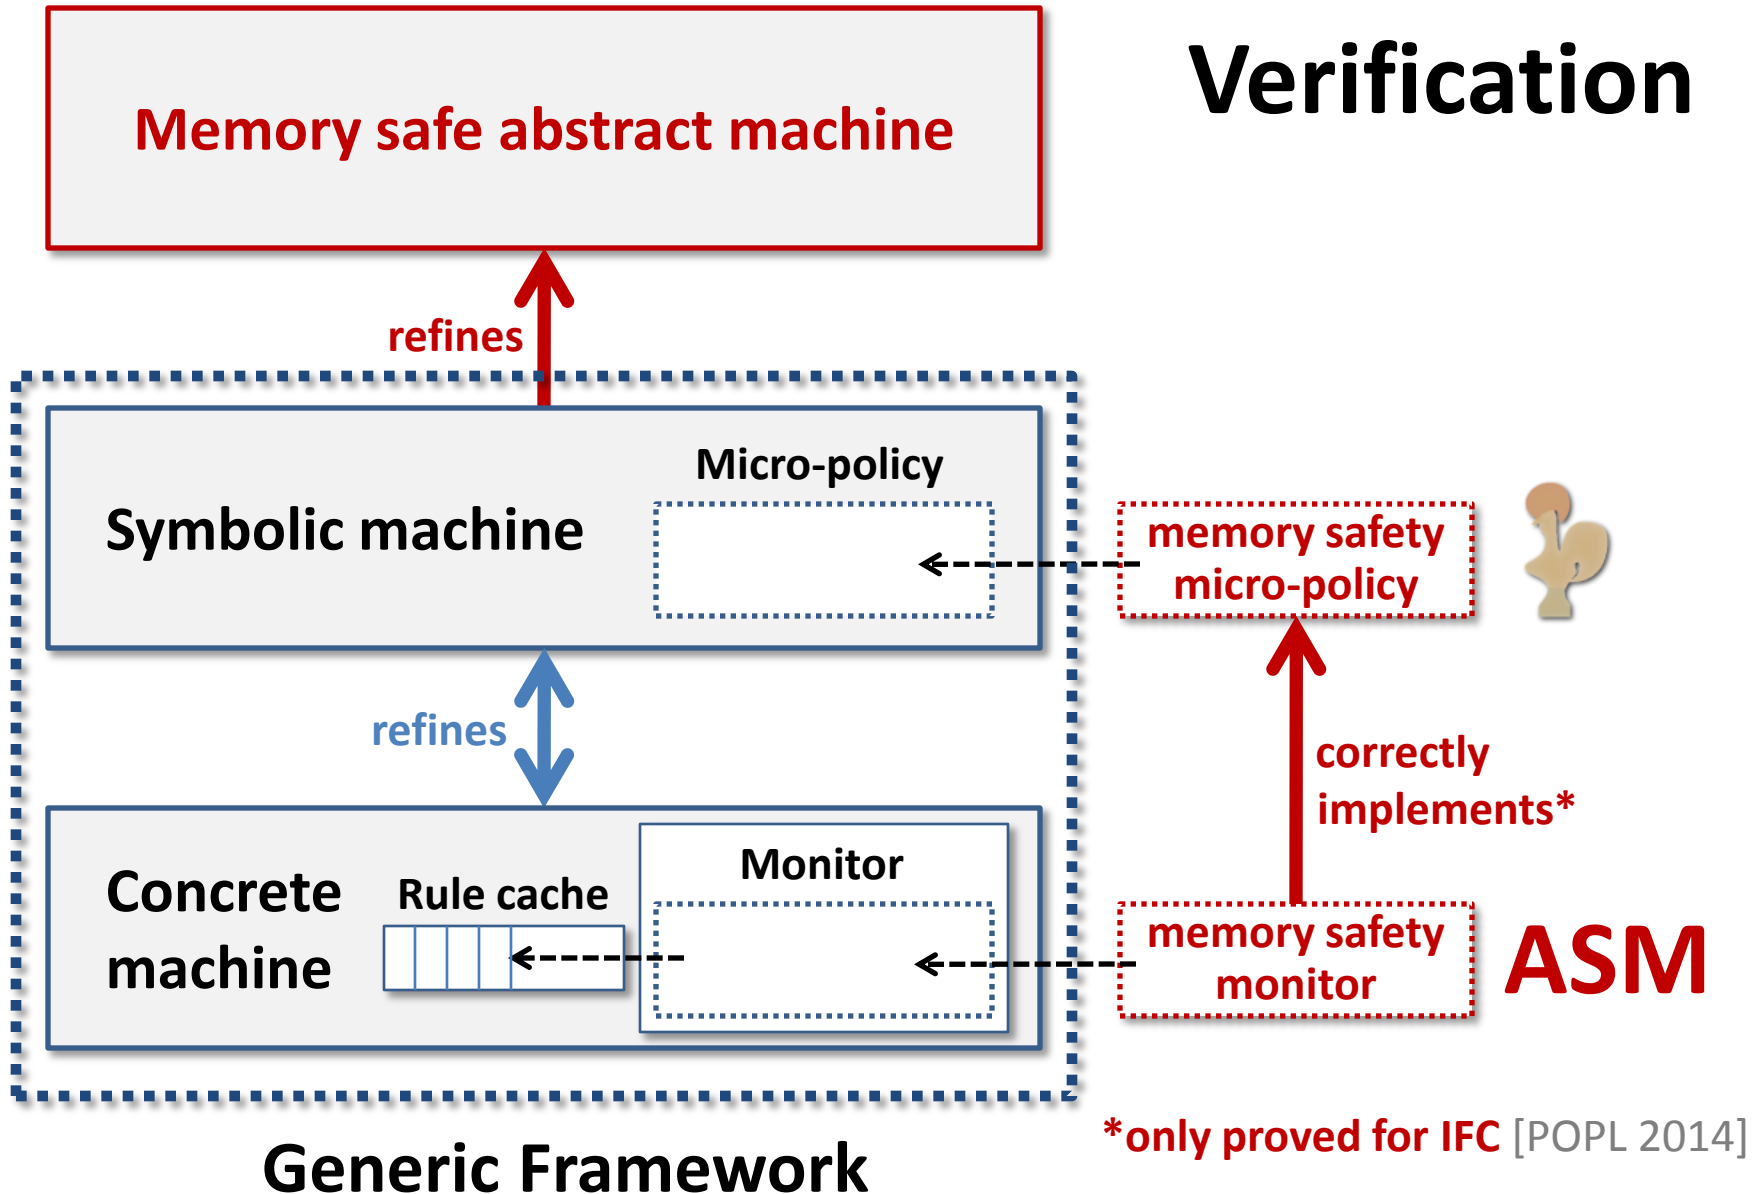 Verification
Memory safe abstract machine
refines
Micro-policy
Symbolic machine
memory safety
micro-policy
refines
correctly
implements*
Monitor
Concrete
machine
Rule cache
memory safety
monitor
ASM
*only proved for IFC [POPL 2014]
Generic Framework